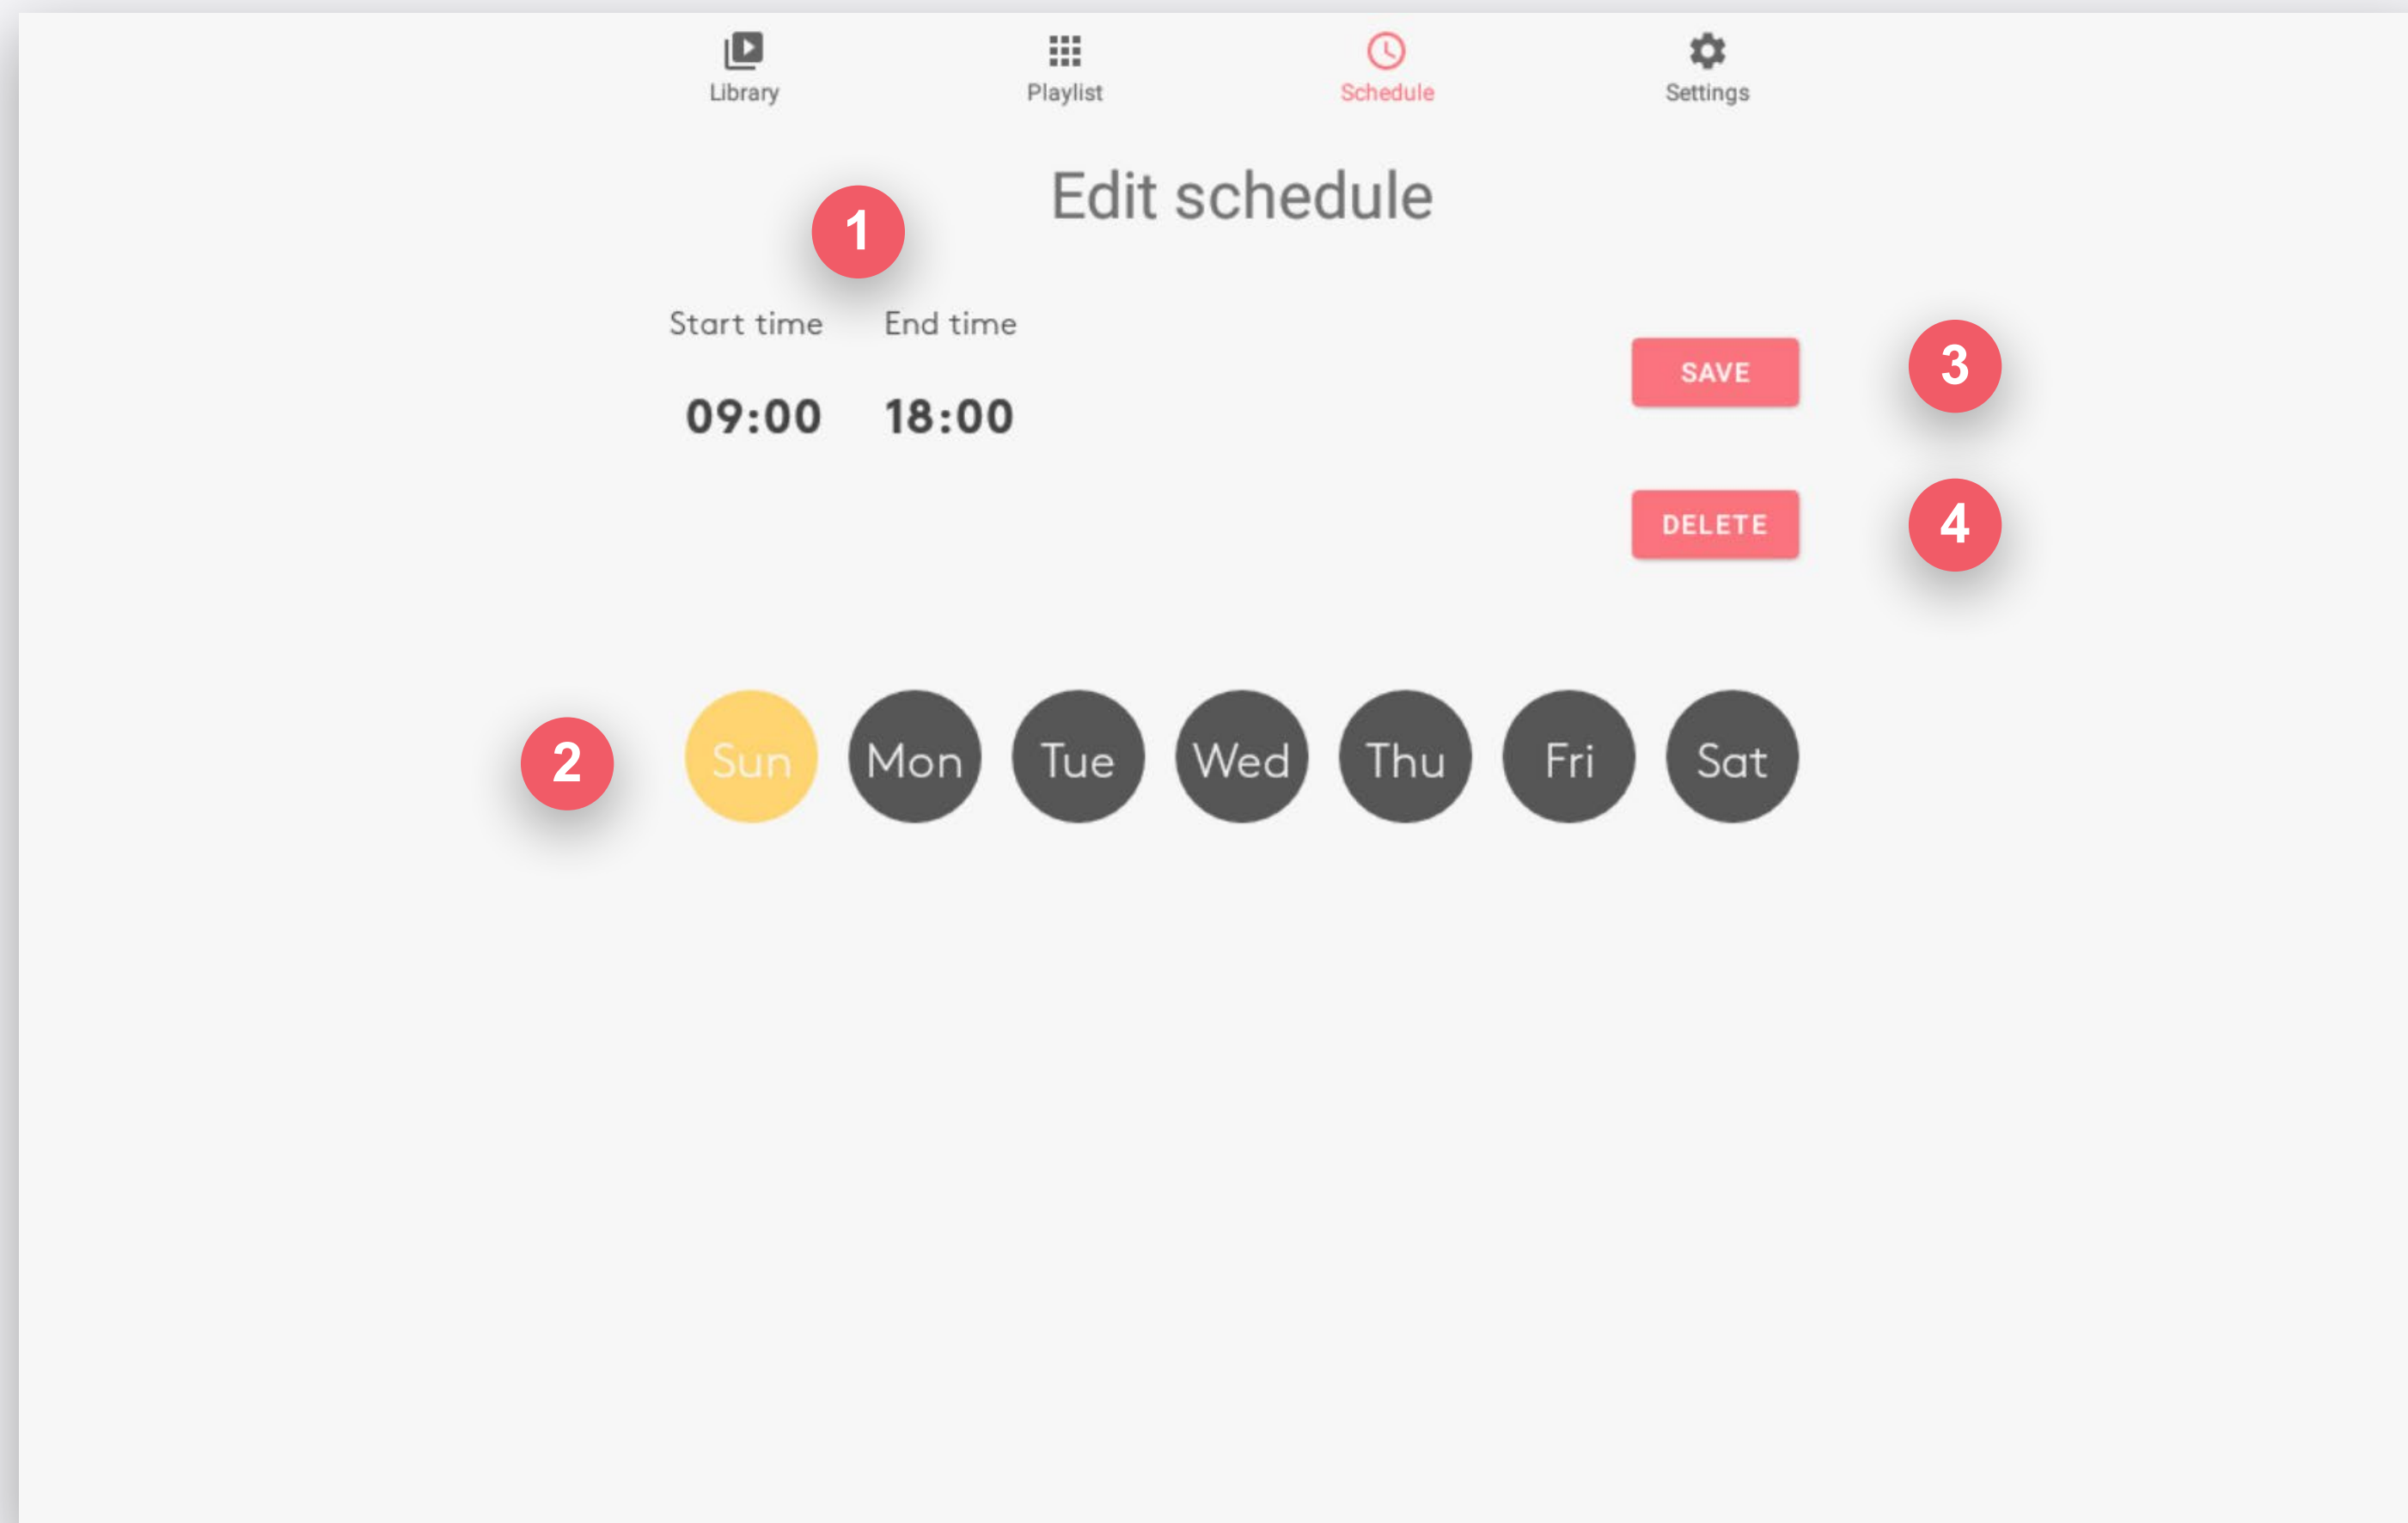 Library Playlist Schedule Settings
Edit schedule
1
Start time End time
09:00 18:00
SAVE
3
DELETE
4
2
Sun Mon Tue Wed Thu Fri Sat